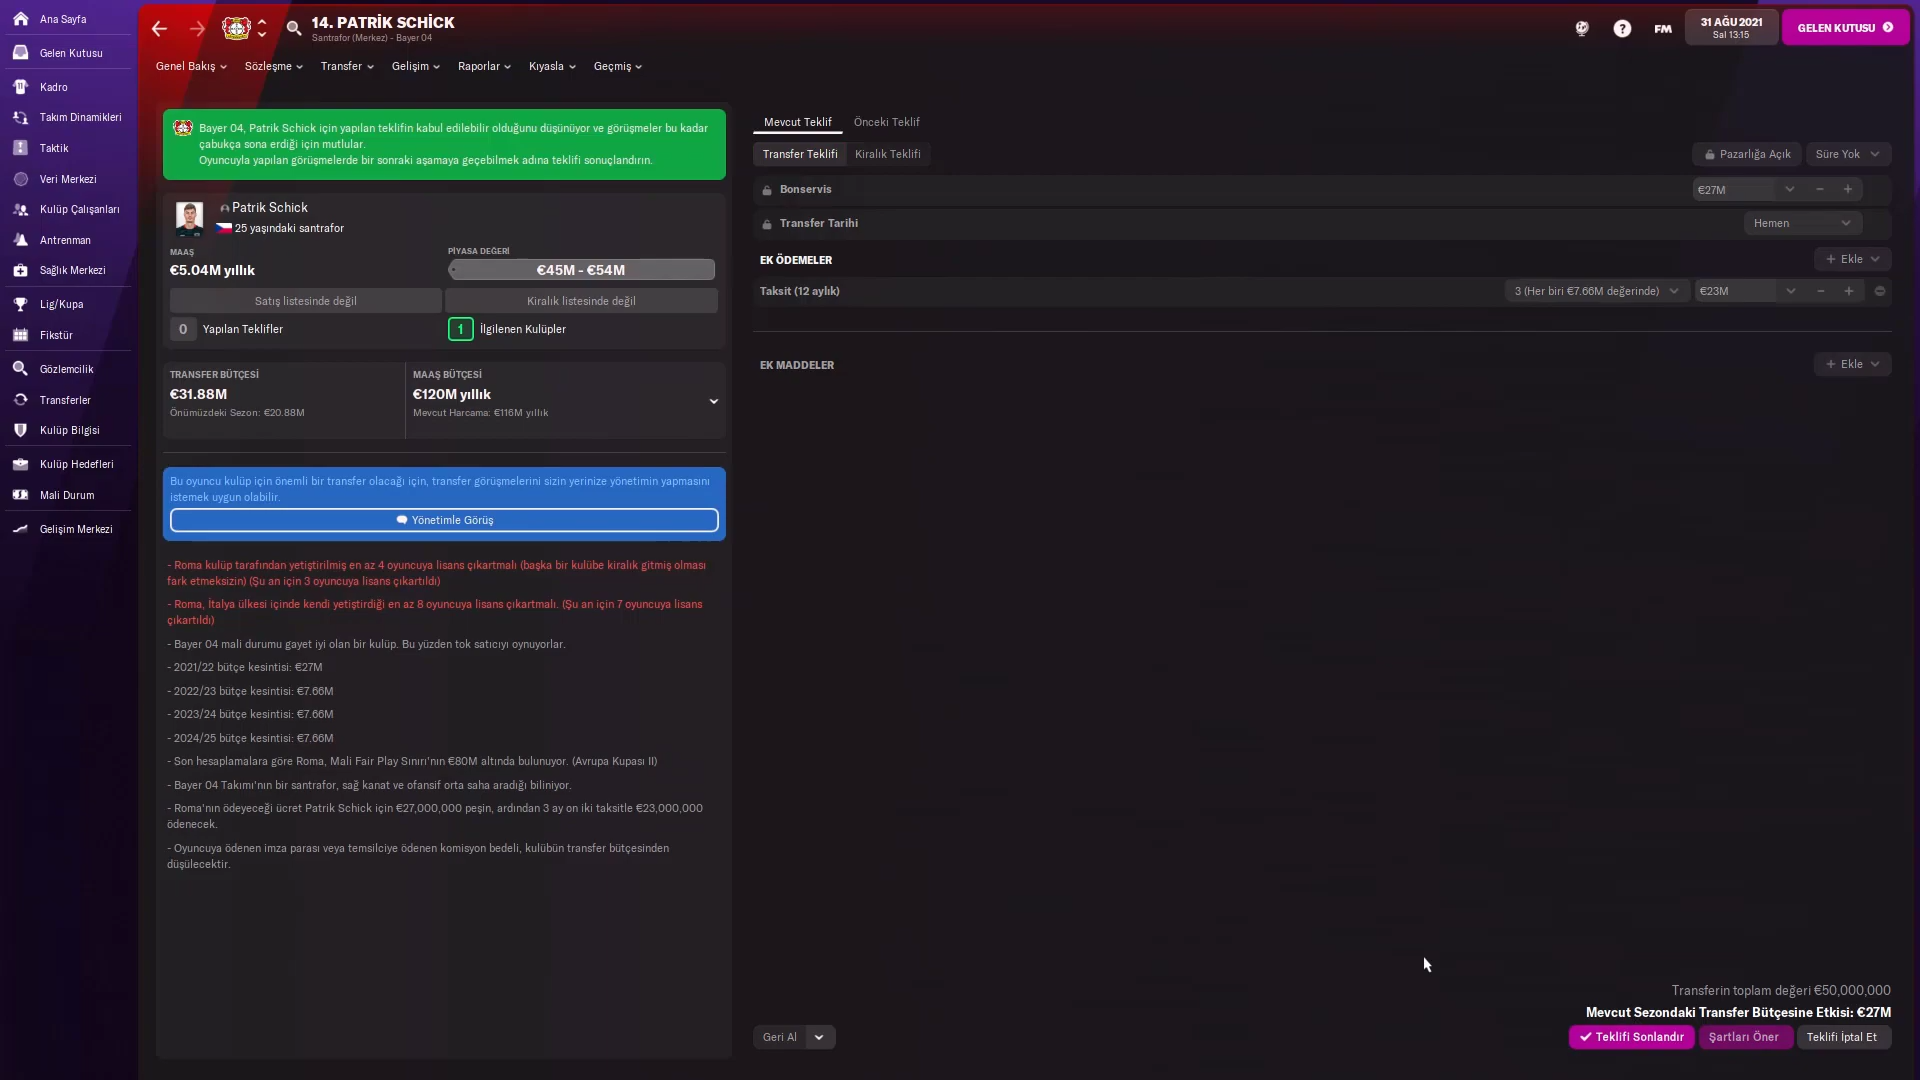 Ana Sayfa
Gelen Kutusu
Kadro
Takım Dinamikleri
Taktik
Veri Merkezi
Kulüp Çalışanları
Antrenman
Sağlık Merkezi
Lig/Kupa
Fikstür
Gözlemcilik
Transferler
Kulüp Bilgisi
Kulüp Hedefleri
Mali Durum
Gelişim Merkezi
14. PATRİK SCHİCK
Santrafor (Merkez) - Bayer 04
FM
31 AĞU 2021
Sal 13:15
GELEN KUTUSU
Genel Bakış
Sözleşme
Transfer
Gelişim
Raporlar
Kıyasla
Geçmiş
Bayer 04, Patrik Schick için yapılan teklifin kabul edilebilir olduğunu düşünüyor ve görüşmeler bu kadar
çabukça sona erdiği için mutlular.
Oyuncuyla yapılan görüşmelerde bir sonraki aşamaya geçebilmek adına teklifi sonuçlandırın.
Patrik Schick
25 yaşındaki santrafor
MAAŞ
€5.04M yıllık
PİYASA DEĞERİ
€45M - €54M
Satış listesinde değil
Kiralık listesinde değil
0 Yapılan Teklifler
1 İlgilenen Kulüpler
TRANSFER BÜTÇESİ
€31.88M
Önümüzdeki Sezon: €20.88M
MAAŞ BÜTÇESİ
€120M yıllık
Mevcut Harcama: €116M yıllık
Bu oyuncu kulüp için önemli bir transfer olacağı için, transfer görüşmelerini sizin yerinize yönetimin yapmasını
istemek uygun olabilir.
Yönetimle Görüş
- Roma kulüp tarafından yetiştirilmiş en az 4 oyuncuya lisans çıkartmalı (başka bir kulübe kiralık gitmiş olması
fark etmeksizin) (Şu an için 3 oyuncuya lisans çıkartıldı)
- Roma, İtalya ülkesi içinde kendi yetiştirdiği en az 8 oyuncuya lisans çıkartmalı. (Şu an için 7 oyuncuya lisans
çıkartıldı)
- Bayer 04 mali durumu gayet iyi olan bir kulüp. Bu yüzden tok satıcıyı oynuyorlar.
- 2021/22 bütçe kesintisi: €27M
- 2022/23 bütçe kesintisi: €7.66M
- 2023/24 bütçe kesintisi: €7.66M
- 2024/25 bütçe kesintisi: €7.66M
- Son hesaplamalara göre Roma, Mali Fair Play Sınırı'nın €80M altında bulunuyor. (Avrupa Kupası II)
- Bayer 04 Takımı'nın bir santrafor, sağ kanat ve ofansif orta saha aradığı biliniyor.
- Roma'nın ödeyeceği ücret Patrik Schick için €27,000,000 peşin, ardından 3 ay on iki taksitle €23,000,000
ödenecek.
- Oyuncuya ödenen imza parası veya temsilciye ödenen komisyon bedeli, kulübün transfer bütçesinden
düşülecektir.
Mevcut Teklif
Önceki Teklif
Transfer Teklifi
Kiralık Teklifi
Pazarlığa Açık
Süre Yok
Bonservis
€27M
Transfer Tarihi
Hemen
EK ÖDEMELER
Ekle
Taksit (12 aylık)
3 (Her biri €7.66M değerinde)
€23M
EK MADDELER
Ekle
Transferin toplam değeri €50,000,000
Mevcut Sezondaki Transfer Bütçesine Etkisi: €27M
Geri Al
Teklifi Sonlandır
Şartları Öner
Teklifi İptal Et